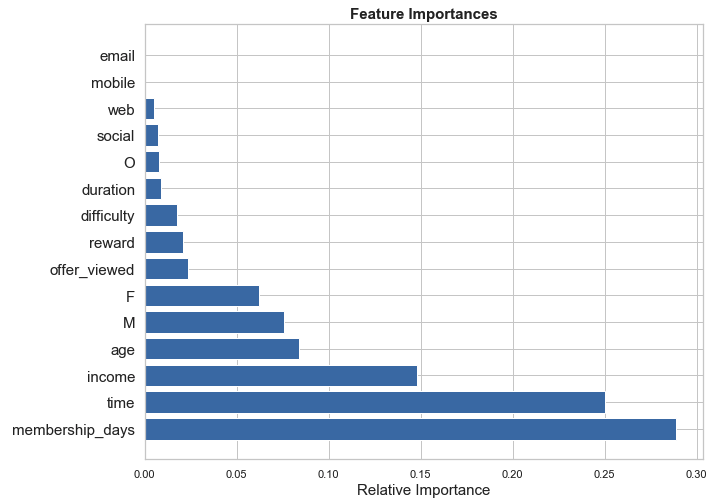 Feature Importances
email
mobile
web
social
O
duration
difficulty
reward
offer_viewed
F
M
age
income
time
membership_days
0.00 0.05 0.10 0.15 0.20 0.25 0.30
Relative Importance